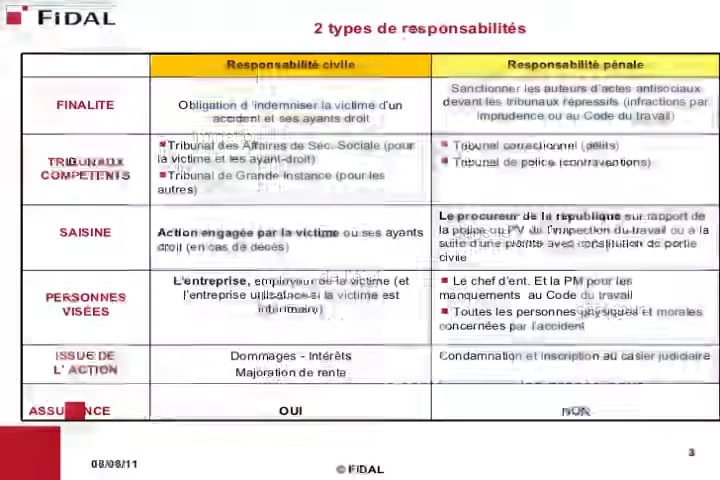 FiDAL
2 types de responsabilités
Responsabilité civile
Responsabilité pénale
FINALITE
Obligation d 'indemniser la victime d'un
accident et ses ayants droit
Sanctionner les auteurs d'actes antisociaux
devant les tribunaux répressifs (infractions par
imprudence ou au Code du travail)
TRIBUNAUX
COMPETENTS
Tribunal des Affaires de Séc. Sociale (pour
la victime et les ayant-droit)
Tribunal de Grande Instance (pour les
autres)
Tribunal correctionnel (délits)
Tribunal de police (contraventions)
SAISINE
Action engagée par la victime ou ses ayants
droit (en cas de décès)
Le procureur de la république sur rapport de
la police ou PV de l'inspection du travail ou à la
suite d'une plainte avec constitution de partie
civile
PERSONNES
VISÉES
L'entreprise, employeur de la victime (et
l'entreprise utilisatrice si la victime est
intérimaire)
Le chef d'ent. Et la PM pour les
manquements au Code du travail
Toutes les personnes physiques et morales
concernées par l'accident
ISSUE DE
L' ACTION
Dommages - Intérêts
Majoration de rente
Condamnation et inscription au casier judiciaire
ASSURANCE
OUI
NON
08/08/11
© FIDAL
3